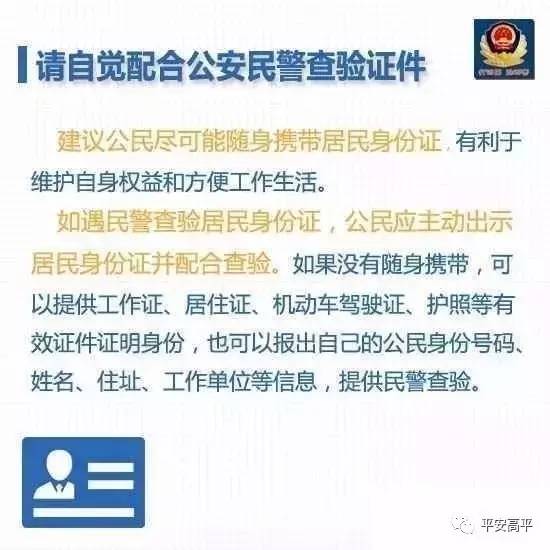 请自觉配合公安民警查验证件
建议公民尽可能随身携带居民身份证，有利于
维护自身权益和方便工作生活。
如遇民警查验居民身份证，公民应主动出示
居民身份证并配合查验。如果没有随身携带，可
以提供工作证、居住证、机动车驾驶证、护照等有
效证件证明身份，也可以报出自己的公民身份号码、
姓名、住址、工作单位等信息，提供民警查验。
平安高平